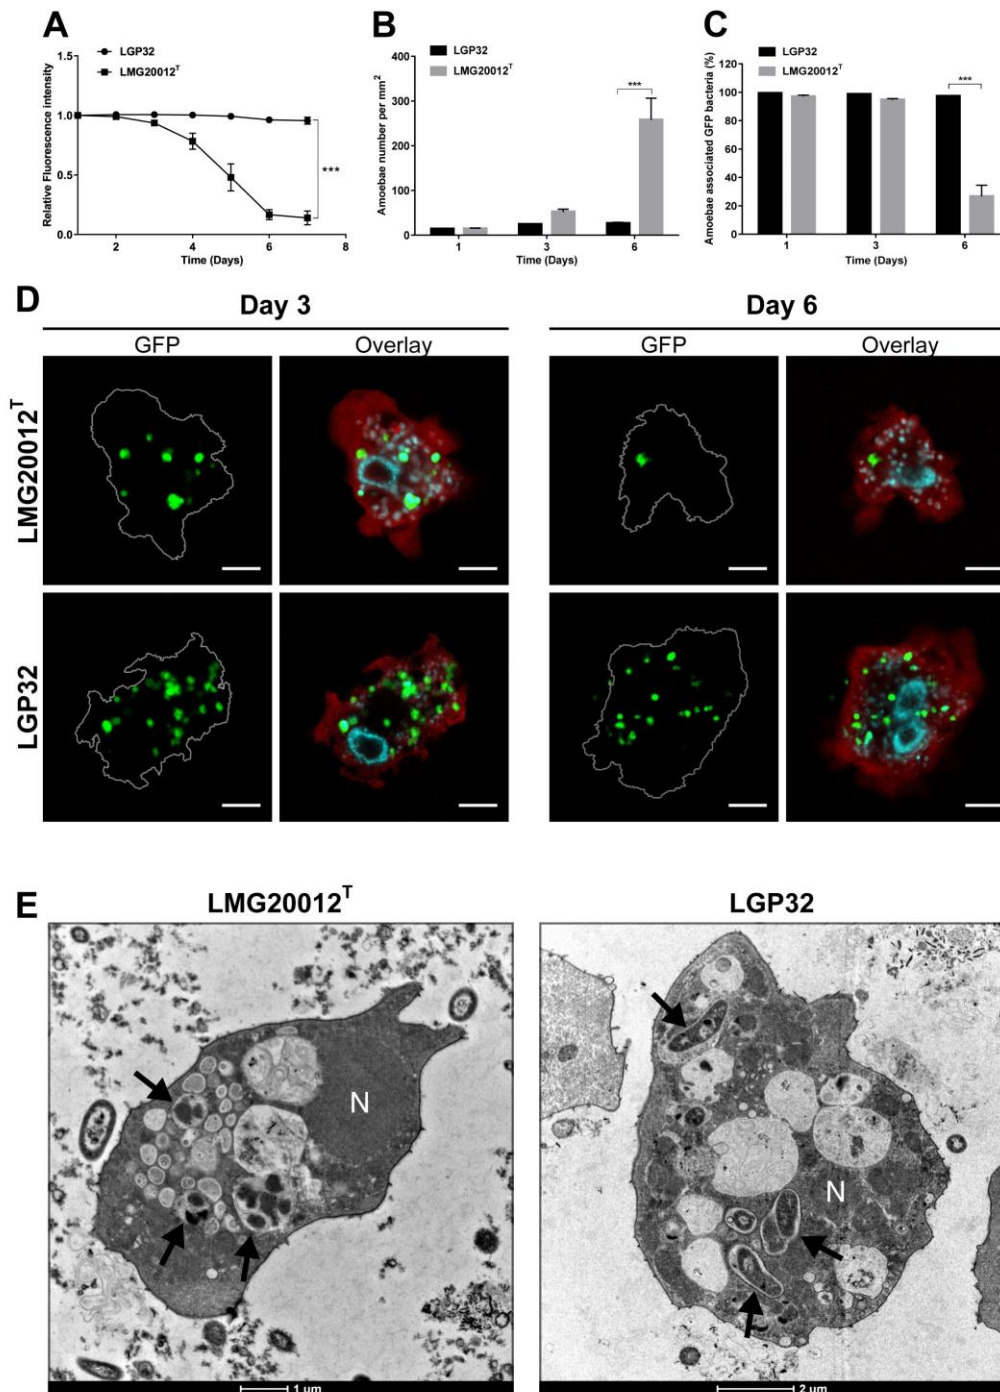 A
LGP32
LMG20012T
Relative Fluorescence intensity
1.5
1.0
0.5
0.0
2
4
6
8
Time (Days)
***
B
LGP32
LMG20012T
Amoebae number per mm2
400
300
200
100
0
1
3
6
Time (Days)
***
C
LGP32
LMG20012T
Amoebae associated GFP bacteria (%)
120
100
80
60
40
20
0
1
3
6
Time (Days)
***
D
Day 3
Day 6
GFP
Overlay
GFP
Overlay
LMG20012T
LGP32
E
LMG20012T
LGP32
N
N
1 µm
2 µm